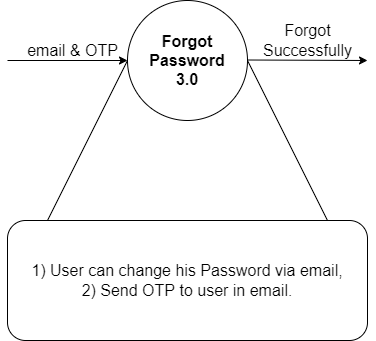 email & OTP
Forgot
Password
3.0
Forgot
Successfully
1) User can change his Password via email,
2) Send OTP to user in email.